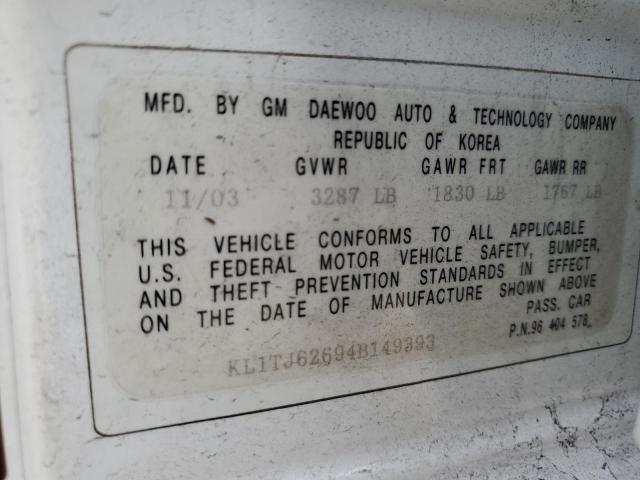 MFD. BY GM DAEWOO AUTO & TECHNOLOGY COMPANY
REPUBLIC OF KOREA
DATE GVWR GAWR FRT GAWR RR
11/03 3287 LB 1830 LB 1767 LB
THIS VEHICLE CONFORMS TO ALL APPLICABLE
U.S. FEDERAL MOTOR VEHICLE SAFETY, BUMPER,
AND THEFT PREVENTION STANDARDS IN EFFECT
ON THE DATE OF MANUFACTURE SHOWN ABOVE
PASS. CAR
P.N.96 404 578
KL1TJ62694B149393